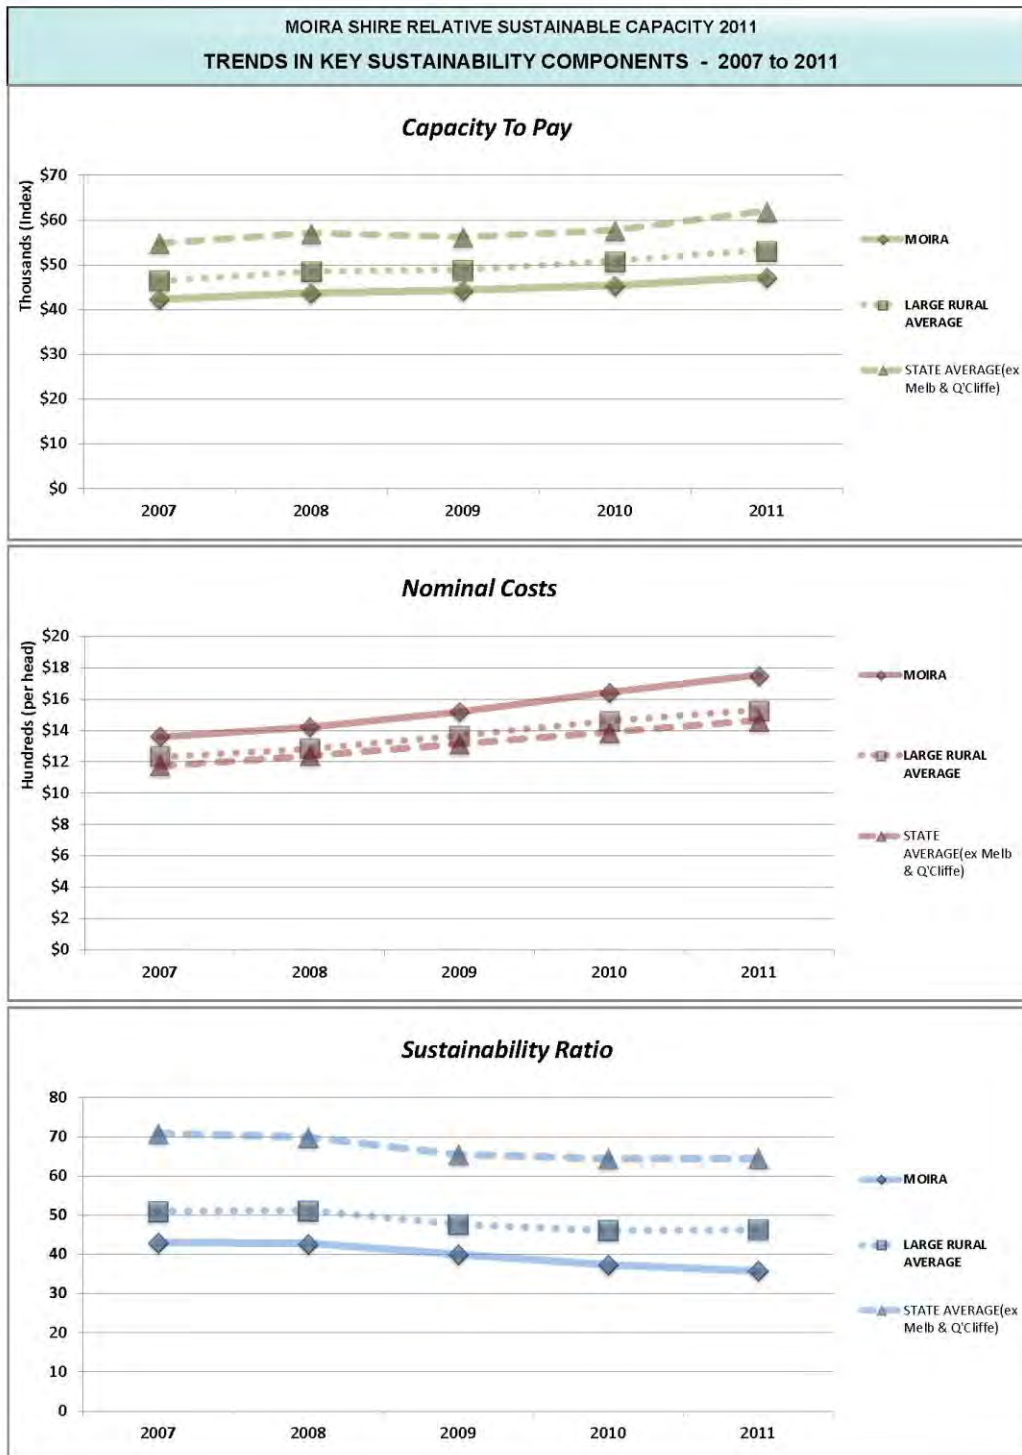 MOIRA SHIRE RELATIVE SUSTAINABLE CAPACITY 2011
TRENDS IN KEY SUSTAINABILITY COMPONENTS - 2007 to 2011
Capacity To Pay
Thousands (Index)
$70
$60
$50
$40
$30
$20
$10
$0
2007 2008 2009 2010 2011
MOIRA
LARGE RURAL
AVERAGE
STATE AVERAGE(ex
Melb & Q'Cliffe)
Nominal Costs
Hundreds (per head)
$20
$18
$16
$14
$12
$10
$8
$6
$4
$2
$0
2007 2008 2009 2010 2011
MOIRA
LARGE RURAL
AVERAGE
STATE
AVERAGE(ex Melb
& Q'Cliffe)
Sustainability Ratio
80
70
60
50
40
30
20
10
0
2007 2008 2009 2010 2011
MOIRA
LARGE RURAL
AVERAGE
STATE AVERAGE(ex
Melb & Q'Cliffe)